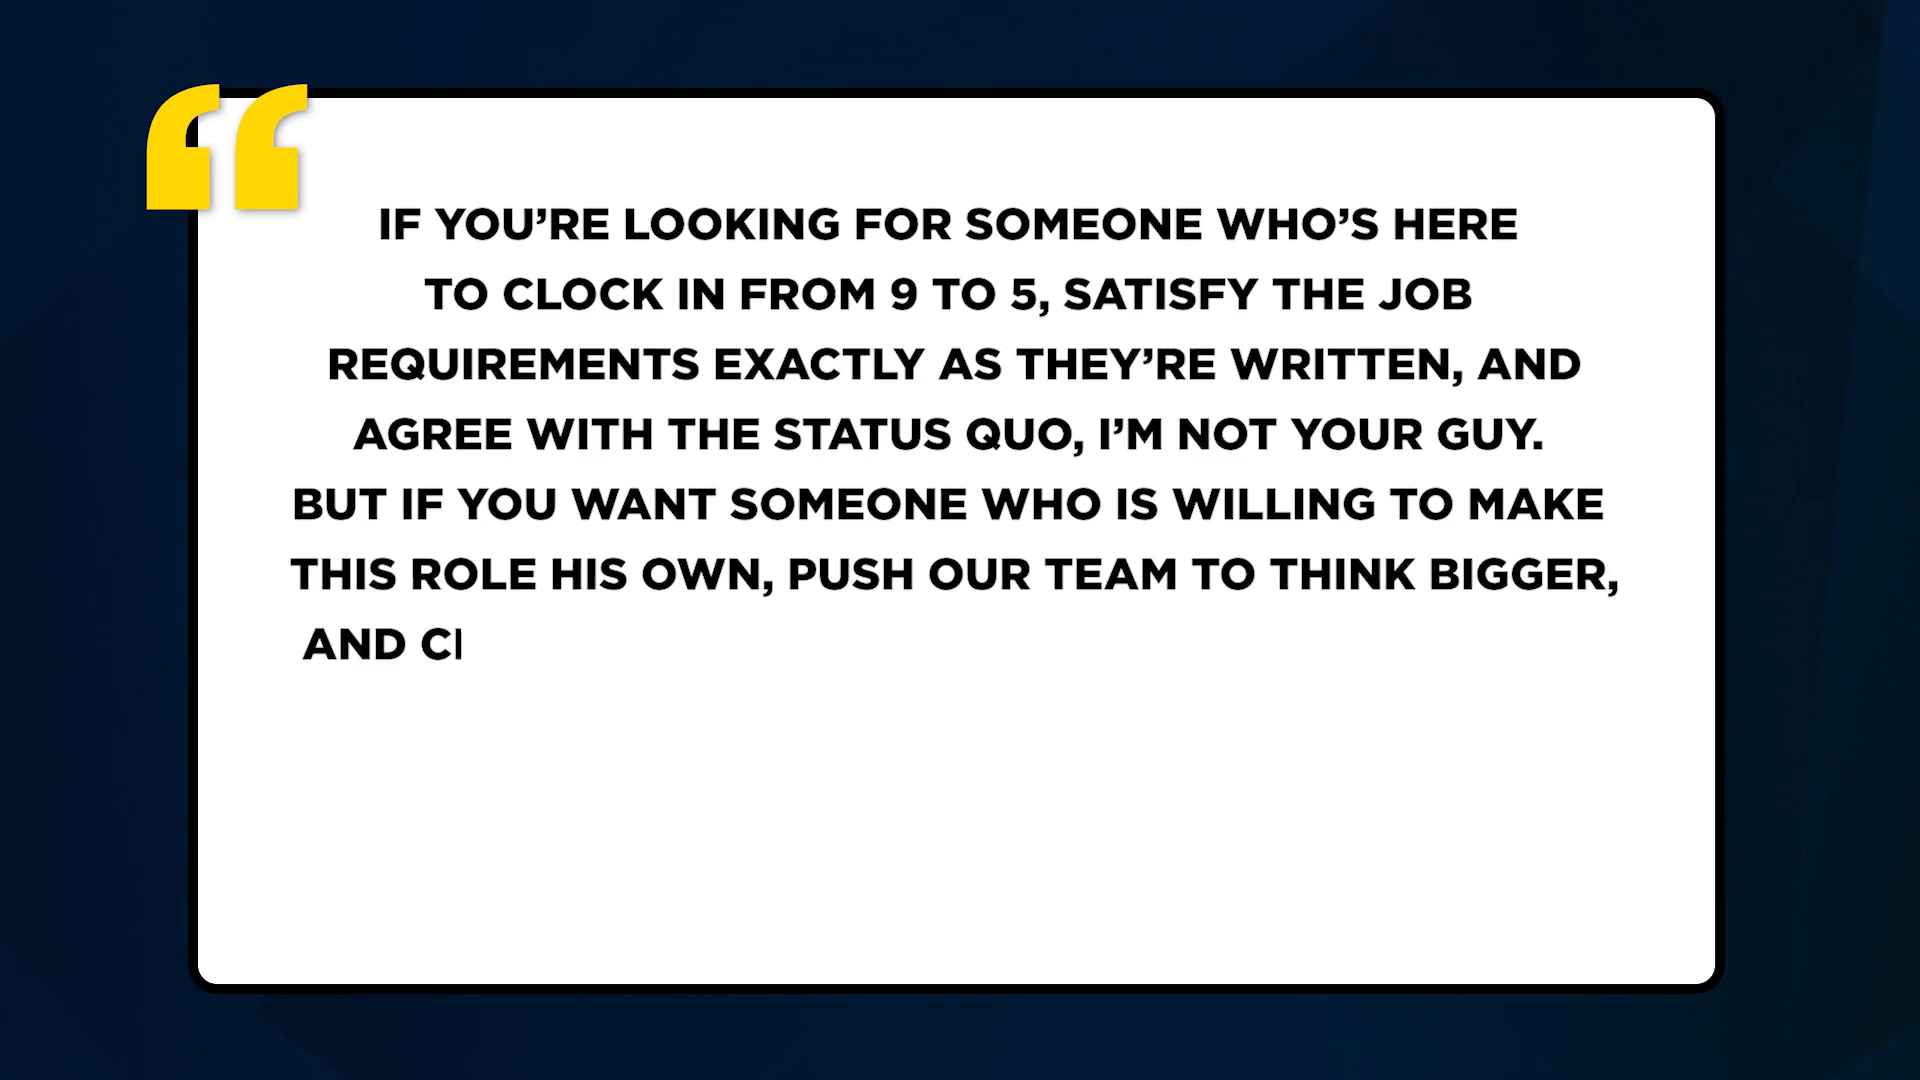 “
IF YOU’RE LOOKING FOR SOMEONE WHO’S HERE
TO CLOCK IN FROM 9 TO 5, SATISFY THE JOB
REQUIREMENTS EXACTLY AS THEY’RE WRITTEN, AND
AGREE WITH THE STATUS QUO, I’M NOT YOUR GUY.
BUT IF YOU WANT SOMEONE WHO IS WILLING TO MAKE
THIS ROLE HIS OWN, PUSH OUR TEAM TO THINK BIGGER,
AND